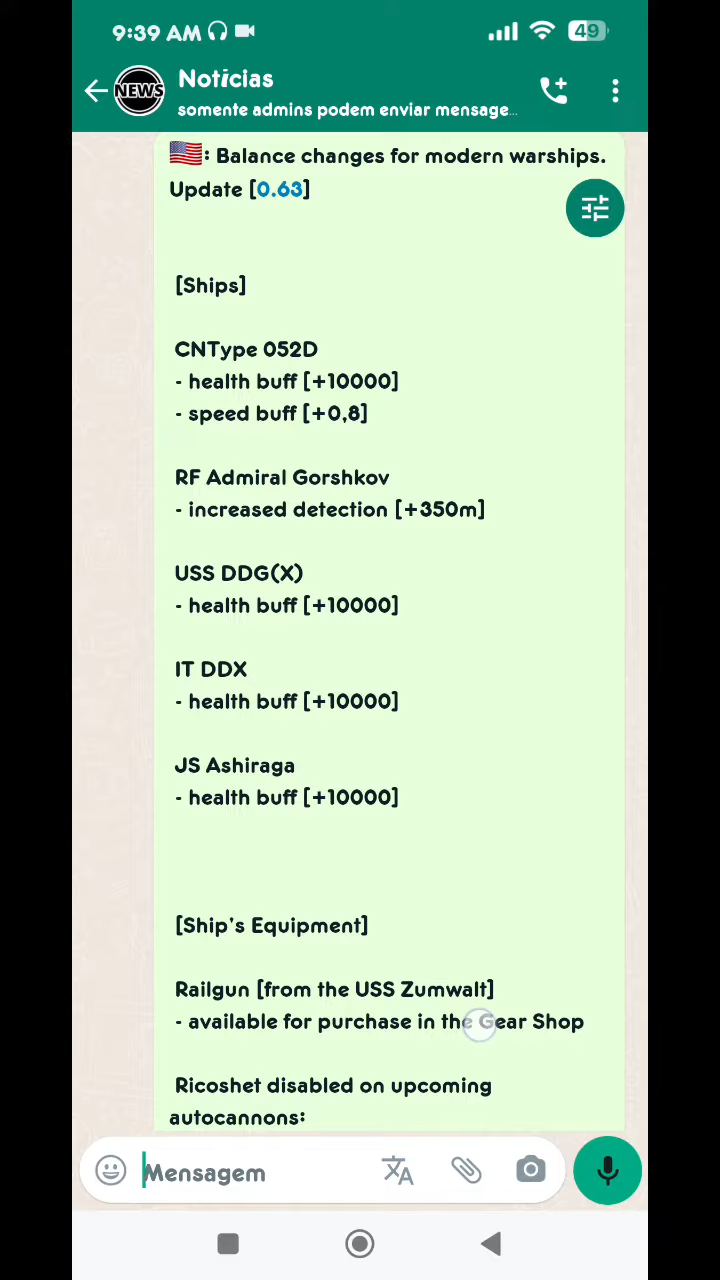 9:39 AM
49
NEWS
Notícias
somente admins podem enviar mensage...
🇺🇸: Balance changes for modern warships.
Update [0.63]
[Ships]
CNType 052D
- health buff [+10000]
- speed buff [+0,8]
RF Admiral Gorshkov
- increased detection [+350m]
USS DDG(X)
- health buff [+10000]
IT DDX
- health buff [+10000]
JS Ashiraga
- health buff [+10000]
[Ship's Equipment]
Railgun [from the USS Zumwalt]
- available for purchase in the Gear Shop
Ricoshet disabled on upcoming
autocannons:
Mensagem